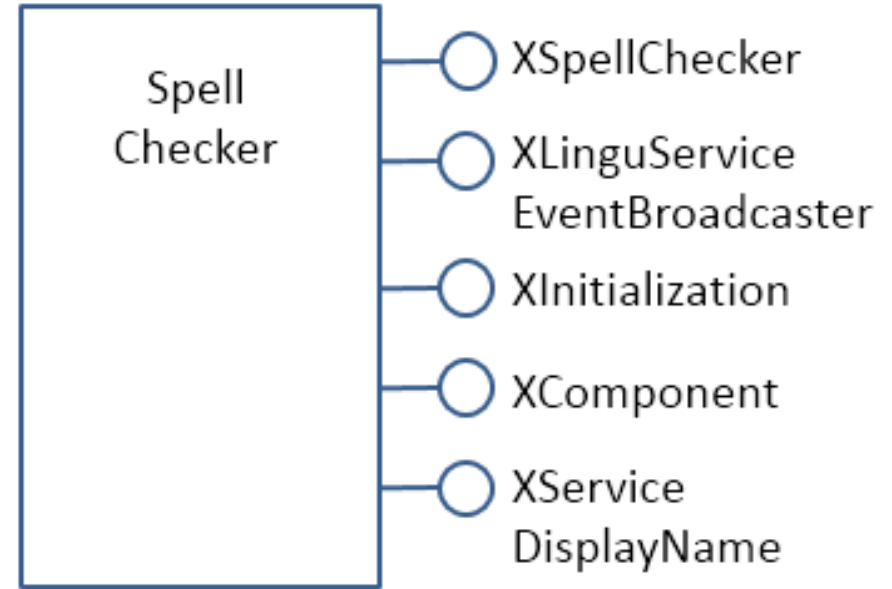 Spell
Checker
XSpellChecker
XLinguService
EventBroadcaster
XInitialization
XComponent
XService
DisplayName